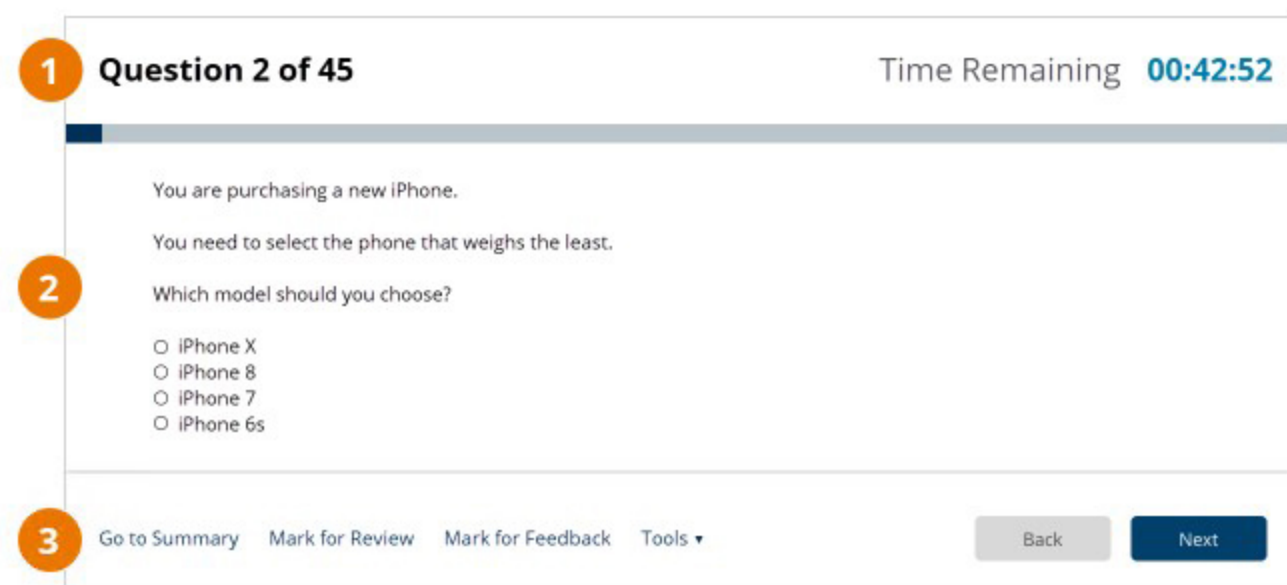 1 Question 2 of 45 Time Remaining 00:42:52
You are purchasing a new iPhone.
You need to select the phone that weighs the least.
2
Which model should you choose?
iPhone X
iPhone 8
iPhone 7
iPhone 6s
3 Go to Summary Mark for Review Mark for Feedback Tools ▾ Back Next